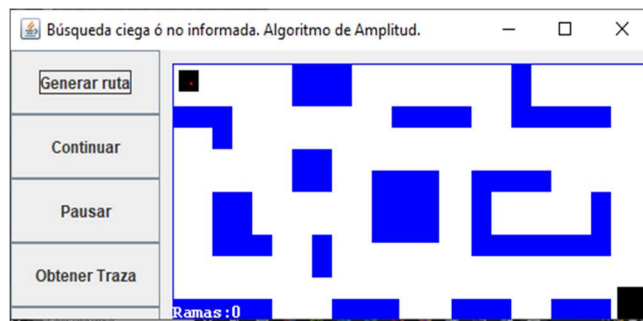 Búsqueda ciega ó no informada. Algoritmo de Amplitud.
Generar ruta
Continuar
Pausar
Obtener Traza
Ramas:0